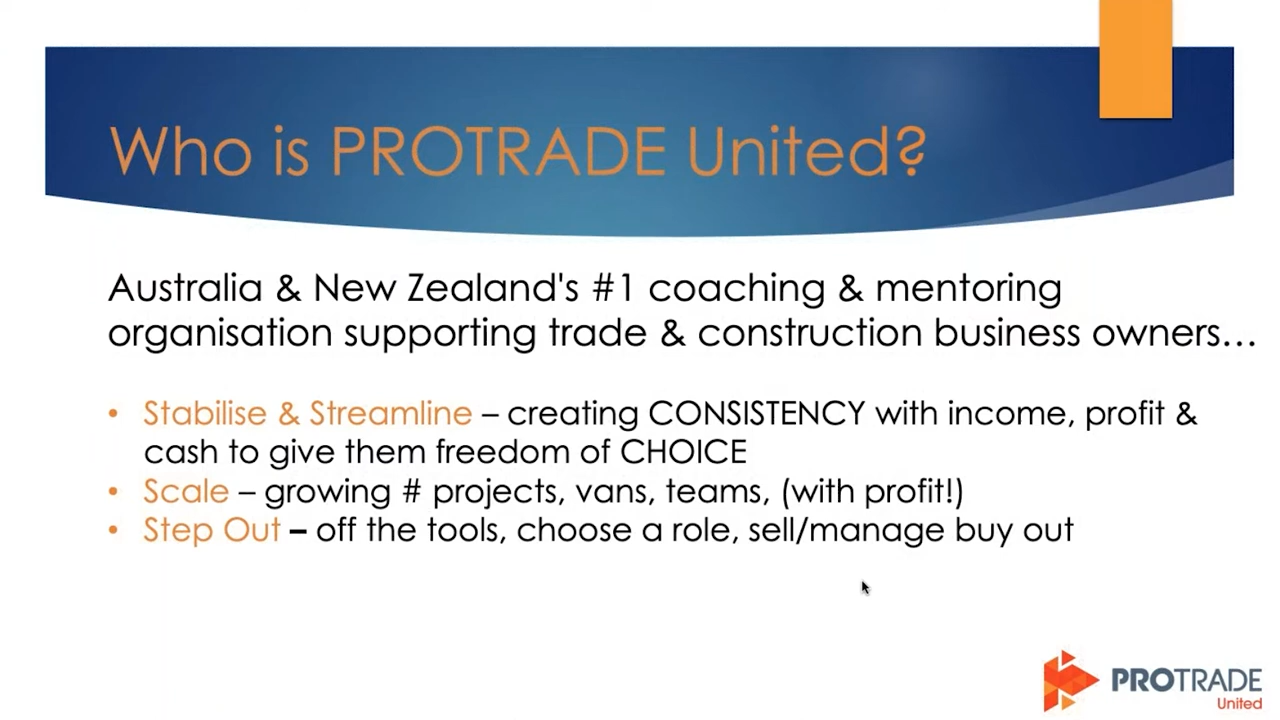 Who is PROTRADE United?
Australia & New Zealand's #1 coaching & mentoring
organisation supporting trade & construction business owners…
• Stabilise & Streamline – creating CONSISTENCY with income, profit &
cash to give them freedom of CHOICE
• Scale – growing # projects, vans, teams, (with profit!)
• Step Out – off the tools, choose a role, sell/manage buy out
PROTRADE
United